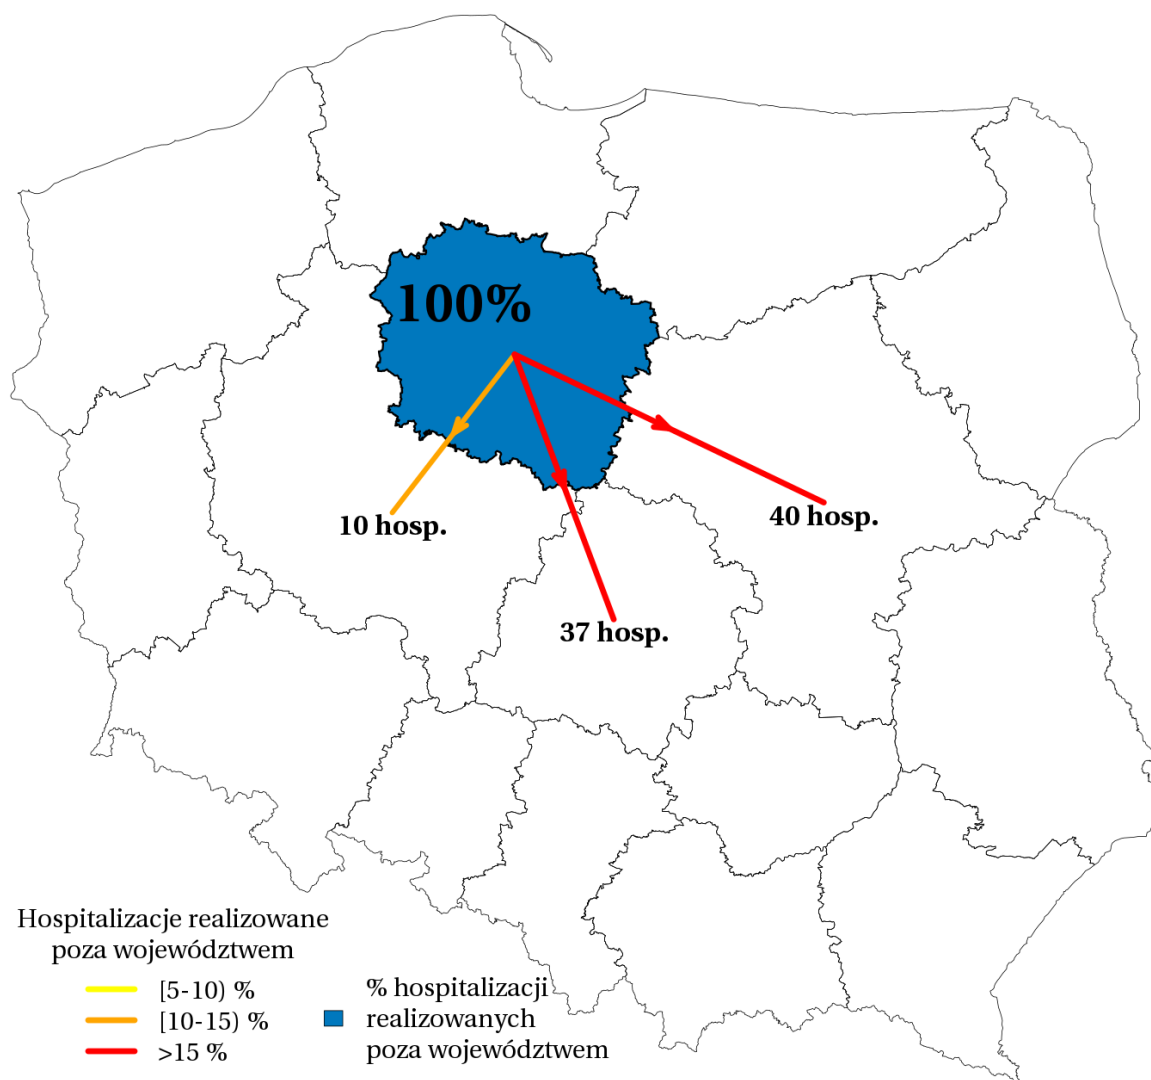 100%
10 hosp.
40 hosp.
37 hosp.
Hospitalizacje realizowane
poza województwem
[5-10) %
[10-15) %
>15 %
% hospitalizacji
realizowanych
poza województwem